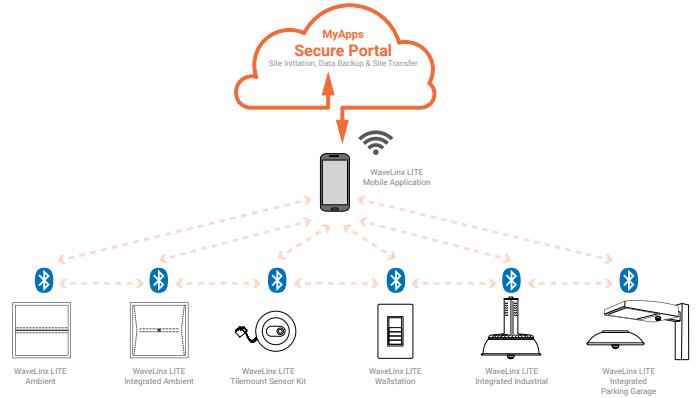 MyApps
Secure Portal
Site Initiation, Data Backup & Site Transfer
WaveLinx LITE
Mobile Application
WaveLinx LITE
Ambient
WaveLinx LITE
Integrated Ambient
WaveLinx LITE
Tilemount Sensor Kit
WaveLinx LITE
Wallstation
WaveLinx LITE
Integrated Industrial
WaveLinx LITE
Integrated
Parking Garage